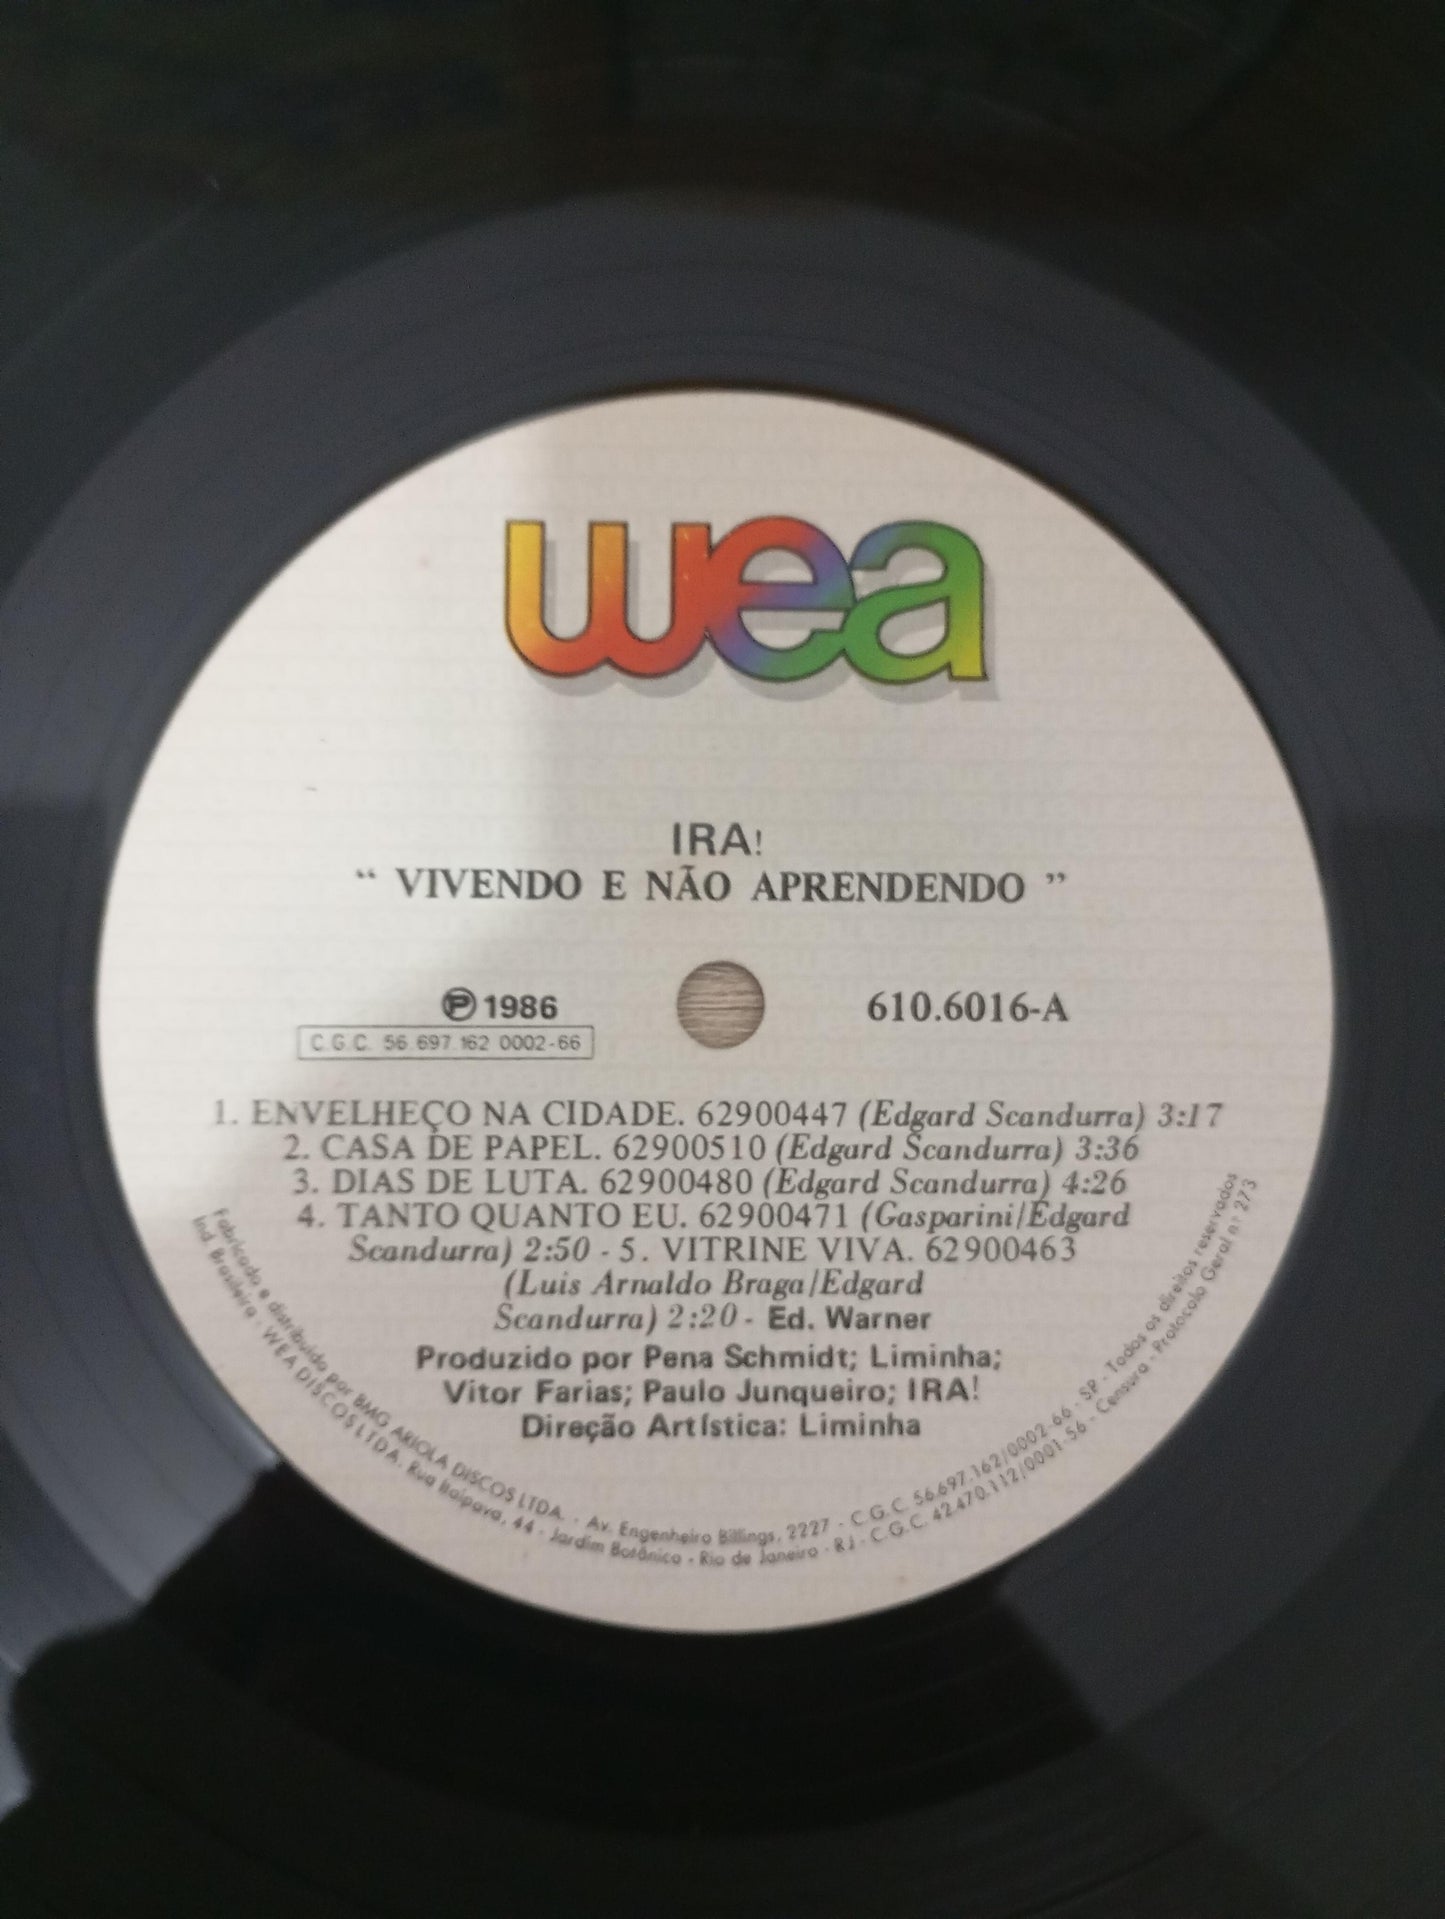 wea
IRA!
“ VIVENDO E NÃO APRENDENDO ”
℗ 1986
610.6016-A
C.G.C. 56.697.162 0002-66
1. ENVELHEÇO NA CIDADE. 62900447 (Edgard Scandurra) 3:17
2. CASA DE PAPEL. 62900510 (Edgard Scandurra) 3:36
3. DIAS DE LUTA. 62900480 (Edgard Scandurra) 4:26
4. TANTO QUANTO EU. 62900471 (Gasparini/Edgard
Scandurra) 2:50 - 5. VITRINE VIVA. 62900463
(Luis Arnaldo Braga/Edgard
Scandurra) 2:20 - Ed. Warner
Produzido por Pena Schmidt; Liminha;
Vitor Farias; Paulo Junqueiro; IRA!
Direção Artística: Liminha
Fabricado e distribuido por BMG ARIOLA DISCOS LTDA. - Av. Engenheiro Billings, 2227 - C.G.C. 56.697.162/0002-66 - SP - Todos os direitos reservados
Ind. Brasileira - WEA DISCOS LTDA. Rua Itaipava, 44 - Jardim Botânico - Rio de Janeiro - RJ - C.G.C. 42.470.112/0001-56 - Censura - Protocolo Geral nº 273